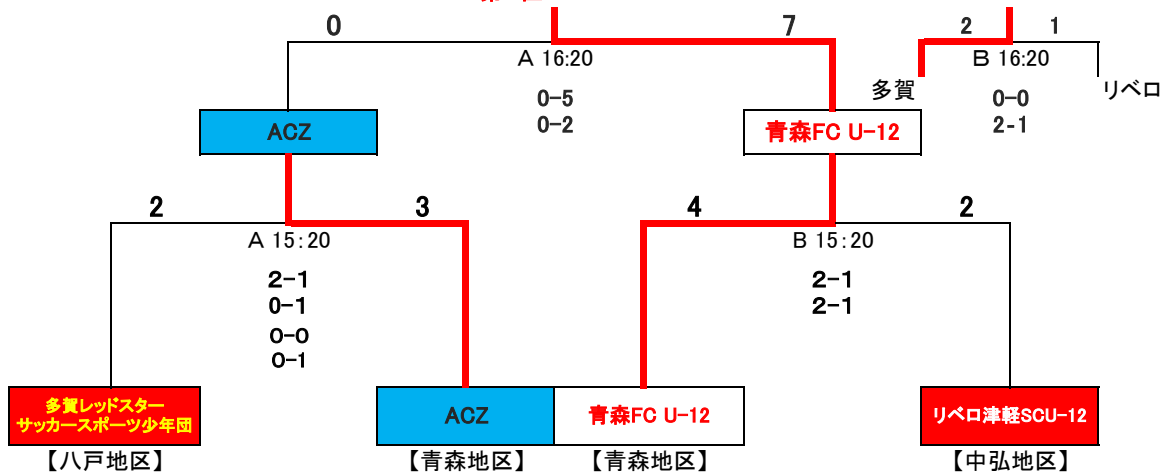 0
7
2
1
A 16:20
B 16:20
多賀
リベロ
0-5
0-2
0-0
2-1
ACZ
青森FC U-12
2
3
4
2
A 15:20
B 15:20
2-1
0-1
0-0
0-1
2-1
2-1
多賀レッドスター
サッカースポーツ少年団
ACZ
青森FC U-12
リベロ津軽SCU-12
【八戸地区】
【青森地区】
【青森地区】
【中弘地区】